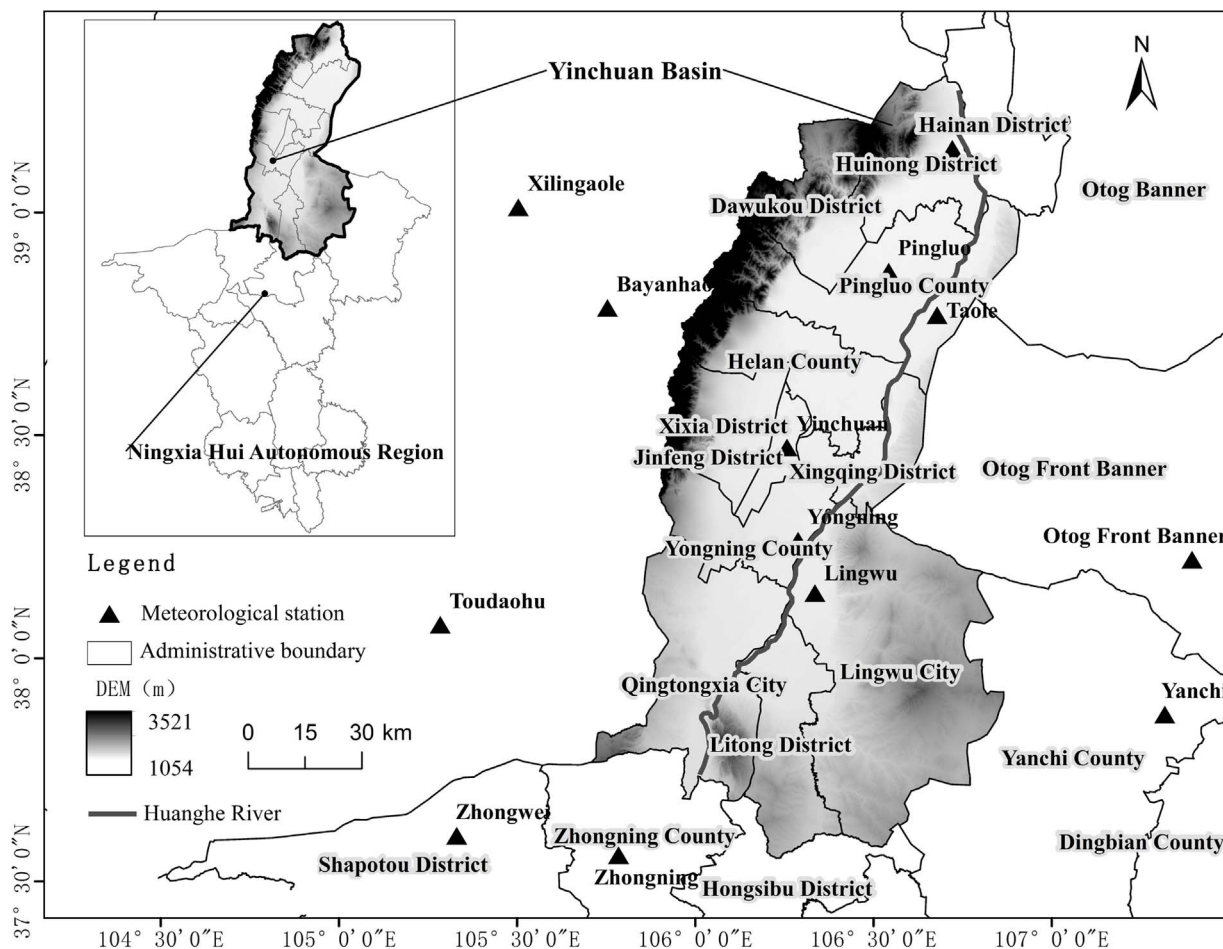 N
Yinchuan Basin
Hainan District
Huinong District
Otog Banner
Xilingaole
Dawukou District
Pingluo
Bayanhao
Pingluo County
Taole
Helan County
Xixia District
Yinchuan
Ningxia Hui Autonomous Region
Jinfeng District
Xingqing District
Otog Front Banner
Yongning
Otog Front Banner
Yongning County
Legend
Lingwu
Meteorological station
Toudaohu
Administrative boundary
Lingwu City
DEM (m)
Qingtongxia City
Yanchi
3521
0 15 30 km
Litong District
1054
Yanchi County
Huanghe River
Zhongwei
Zhongning County
Dingbian County
Shapotou District
Zhongning
Hongsibu District
39° 0′0″N
38° 30′0″N
38° 0′0″N
37° 30′0″N
104°30′0″E
105°0′0″E
105°30′0″E
106°0′0″E
106°30′0″E
107°0′0″E